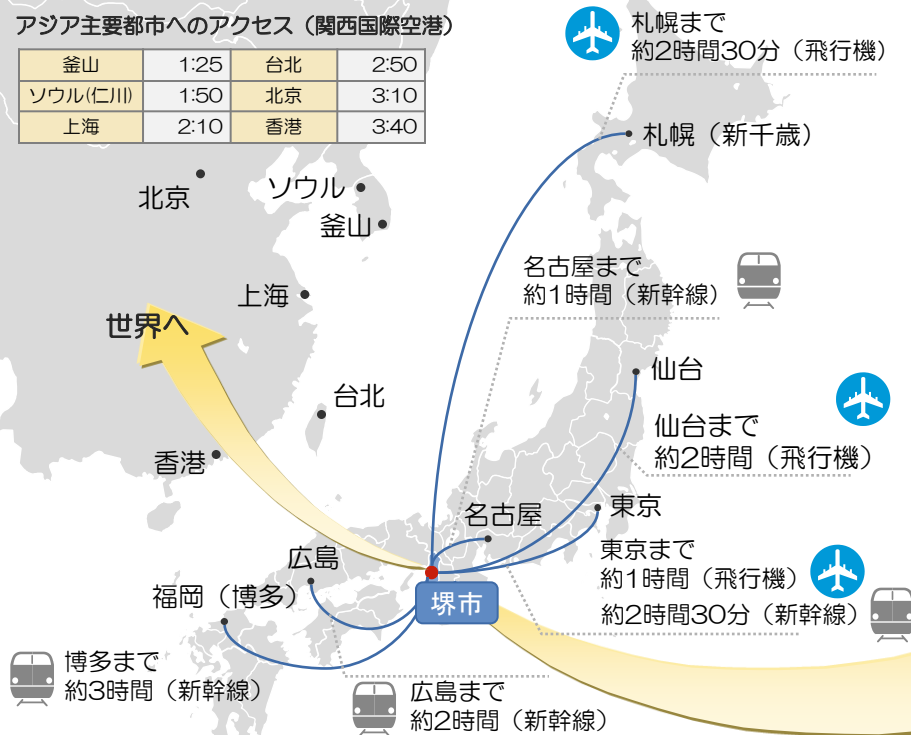 アジア主要都市へのアクセス（関西国際空港）
釜山 1:25 台北 2:50
ソウル(仁川) 1:50 北京 3:10
上海 2:10 香港 3:40
札幌まで
約2時間30分（飛行機）
札幌（新千歳）
北京
ソウル
釜山
上海
世界へ
台北
香港
名古屋まで
約1時間（新幹線）
仙台
仙台まで
約2時間（飛行機）
名古屋
東京
東京まで
約1時間（飛行機）
約2時間30分（新幹線）
広島
福岡（博多）
堺市
博多まで
約3時間（新幹線）
広島まで
約2時間（新幹線）